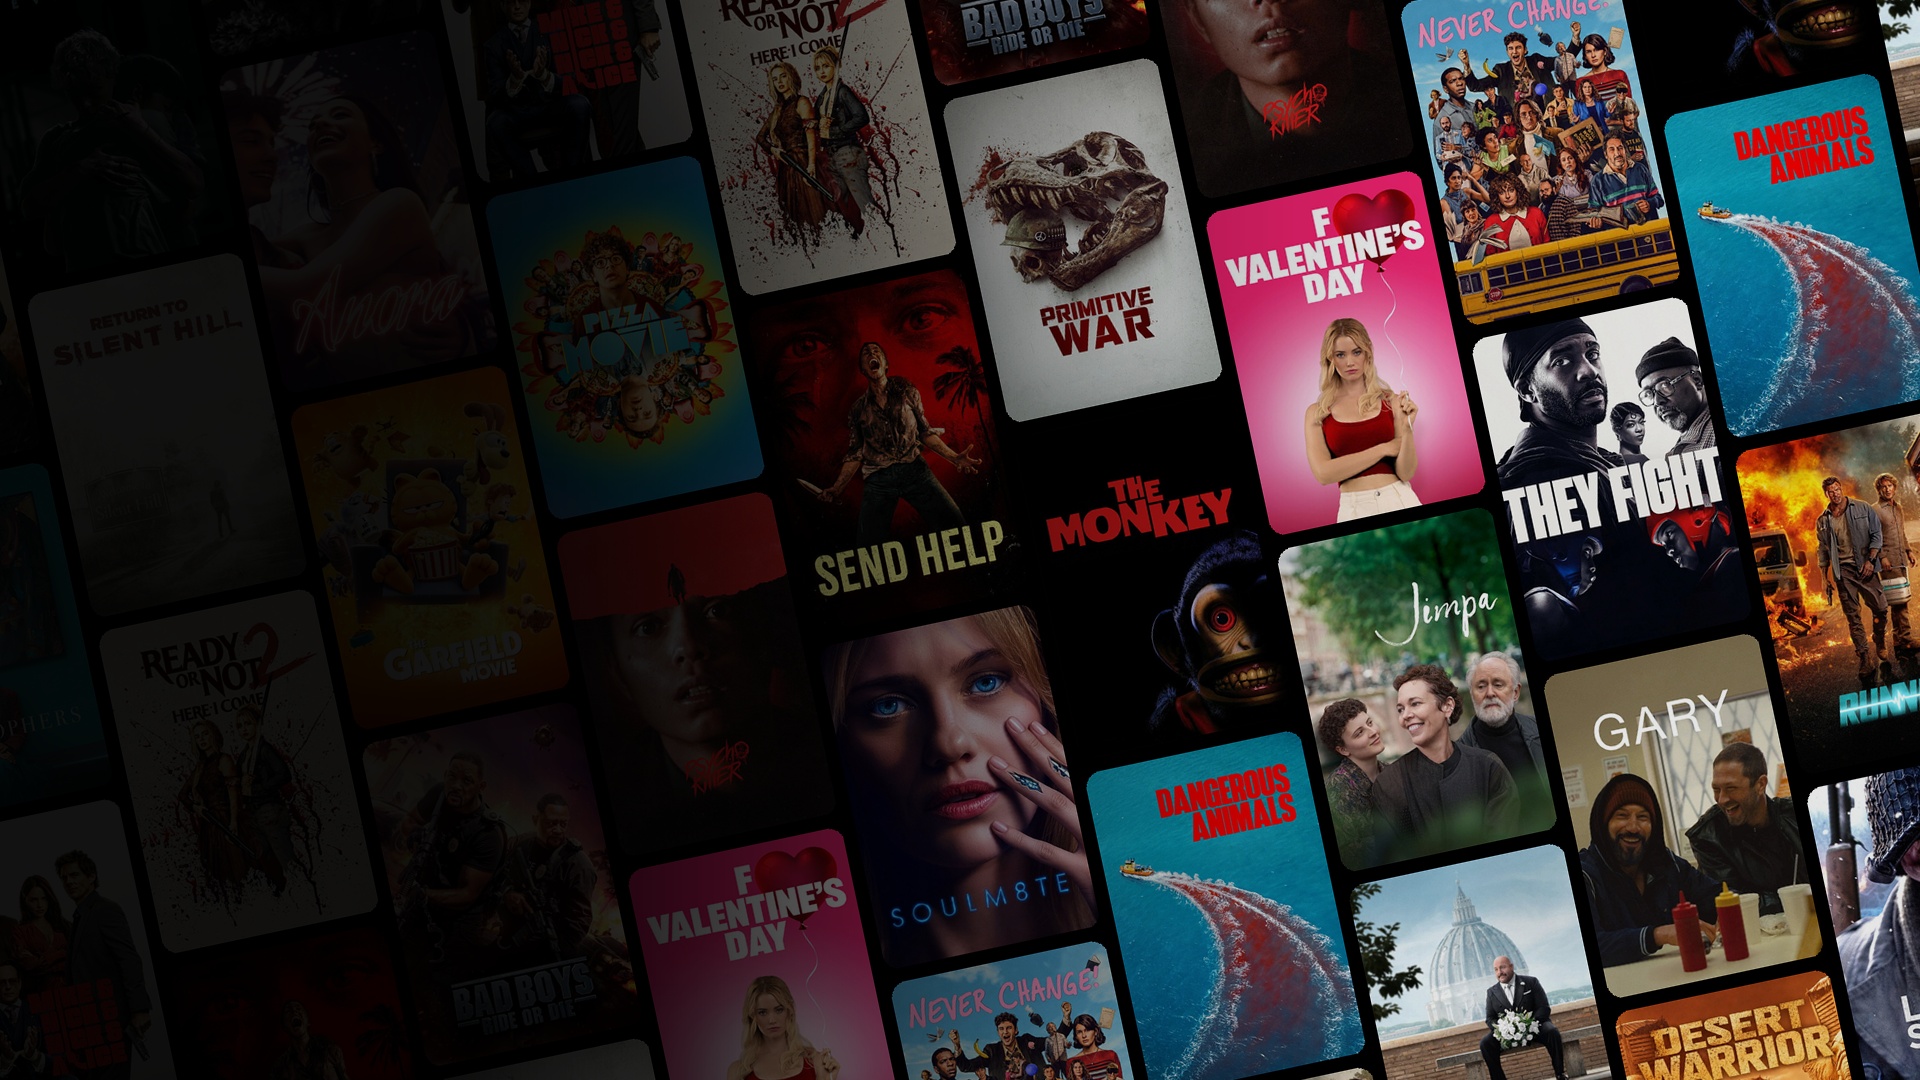 READY
OR NOT 2
HERE I COME
BAD BOYS
RIDE OR DIE
PSYCHO
KILLER
NEVER CHANGE!
DANGEROUS
ANIMALS
RETURN TO
SILENT HILL
Anora
PIZZA
MOVIE
PRIMITIVE
WAR
F
VALENTINE'S
DAY
THEY FIGHT
THE
GARFIELD
MOVIE
SEND HELP
THE
MONKEY
Jimpa
GARY
READY
OR NOT 2
HERE I COME
PSYCHO
KILLER
SOULM8TE
DANGEROUS
ANIMALS
BAD BOYS
RIDE OR DIE
F
VALENTINE'S
DAY
NEVER CHANGE!
DESERT
WARRIOR